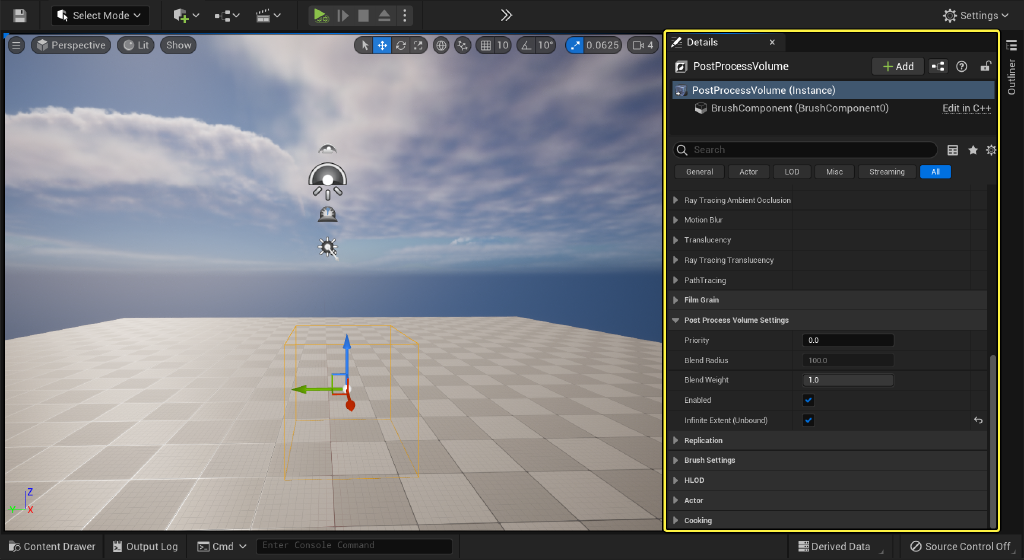 Select Mode
Settings
Perspective
Lit
Show
10
10°
0.0625
4
Details
Outliner
PostProcessVolume
Add
PostProcessVolume (Instance)
BrushComponent (BrushComponent0)
Edit in C++
Search
General
Actor
LOD
Misc
Streaming
All
Ray Tracing Ambient Occlusion
Motion Blur
Translucency
Ray Tracing Translucency
PathTracing
Film Grain
Post Process Volume Settings
Priority
0.0
Blend Radius
100.0
Blend Weight
1.0
Enabled
Infinite Extent (Unbound)
Replication
Brush Settings
HLOD
Actor
Cooking
Z
Y
X
Content Drawer
Output Log
Cmd
Enter Console Command
Derived Data
Source Control Off